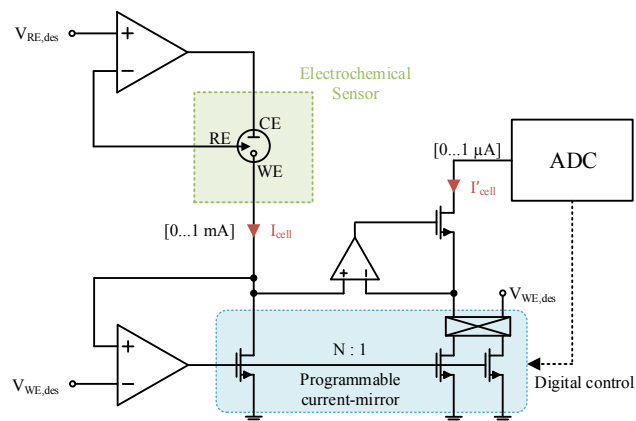 V_RE,des
+
−
Electrochemical
Sensor
CE
RE
WE
[0...1 mA]
I_cell
[0...1 µA]
I'_cell
ADC
+
−
V_WE,des
+
−
V_WE,des
N : 1
Programmable
current-mirror
Digital control